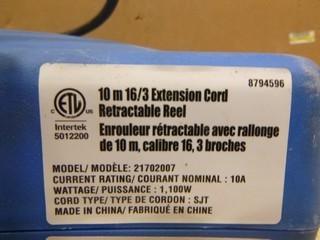 8794596
10 m 16/3 Extension Cord
Retractable Reel
Enrouleur rétractable avec rallonge
de 10 m, calibre 16, 3 broches
C ETL US
Intertek
5012200
MODEL/ MODÈLE: 21702007
CURRENT RATING/ COURANT NOMINAL : 10A
WATTAGE/ PUISSANCE : 1,100W
CORD TYPE/ TYPE DE CORDON : SJT
MADE IN CHINA/ FABRIQUÉ EN CHINE